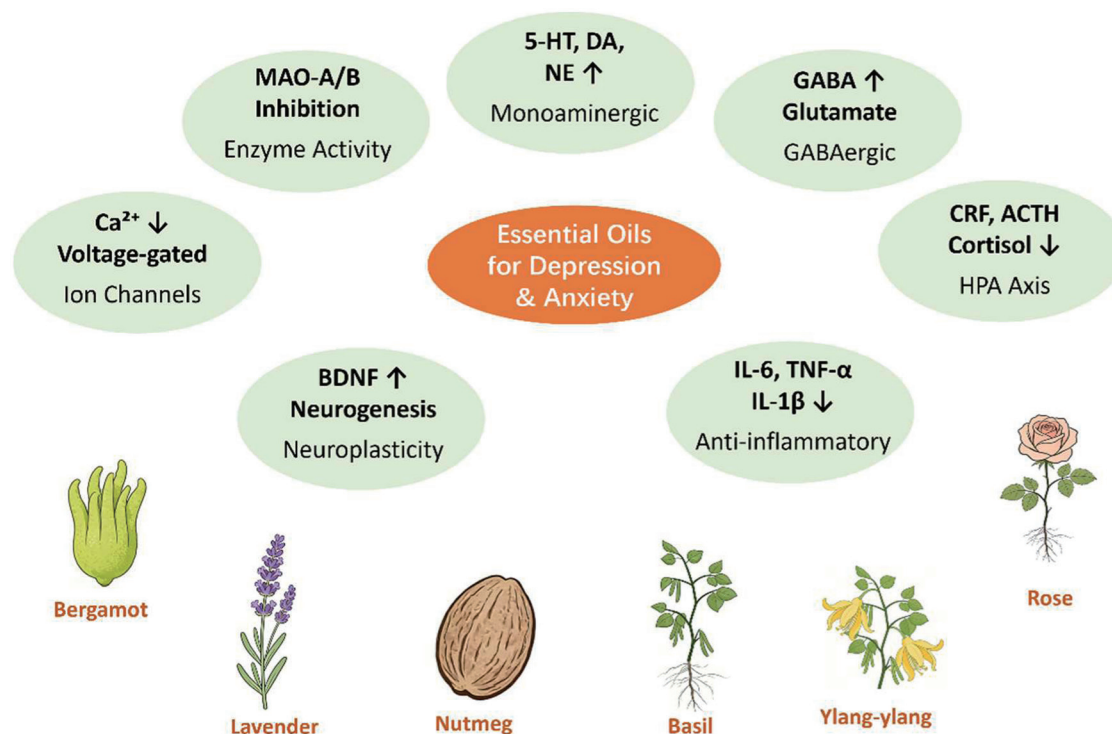 5-HT, DA,
NE ↑
Monoaminergic
MAO-A/B
Inhibition
Enzyme Activity
GABA ↑
Glutamate
GABAergic
Ca²⁺ ↓
Voltage-gated
Ion Channels
Essential Oils
for Depression
& Anxiety
CRF, ACTH
Cortisol ↓
HPA Axis
BDNF ↑
Neurogenesis
Neuroplasticity
IL-6, TNF-α
IL-1β ↓
Anti-inflammatory
Bergamot
Lavender
Nutmeg
Basil
Ylang-ylang
Rose